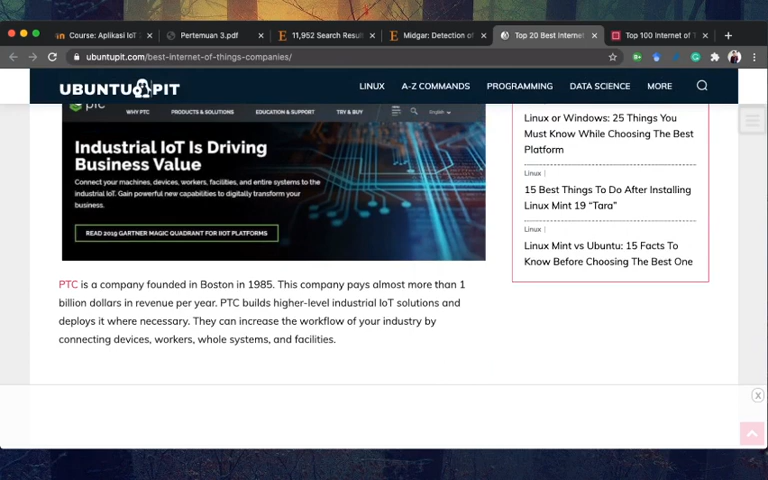 Course: Aplikasi IoT
Pertemuan 3.pdf
11,952 Search Resul
Midgar: Detection of
Top 20 Best Internet
Top 100 Internet of T
ubuntupit.com/best-internet-of-things-companies/
UBUNTUPIT
LINUX
A-Z COMMANDS
PROGRAMMING
DATA SCIENCE
MORE
ptc
WHY PTC
PRODUCTS & SOLUTIONS
EDUCATION & SUPPORT
TRY & BUY
English
Industrial IoT Is Driving
Business Value
Connect your machines, devices, workers, facilities, and entire systems to the
industrial IoT. Gain powerful new capabilities to digitally transform your
business.
READ 2019 GARTNER MAGIC QUADRANT FOR IIOT PLATFORMS
PTC is a company founded in Boston in 1985. This company pays almost more than 1
billion dollars in revenue per year. PTC builds higher-level industrial IoT solutions and
deploys it where necessary. They can increase the workflow of your industry by
connecting devices, workers, whole systems, and facilities.
Linux or Windows: 25 Things You
Must Know While Choosing The Best
Platform
Linux |
15 Best Things To Do After Installing
Linux Mint 19 “Tara”
Linux |
Linux Mint vs Ubuntu: 15 Facts To
Know Before Choosing The Best One
X